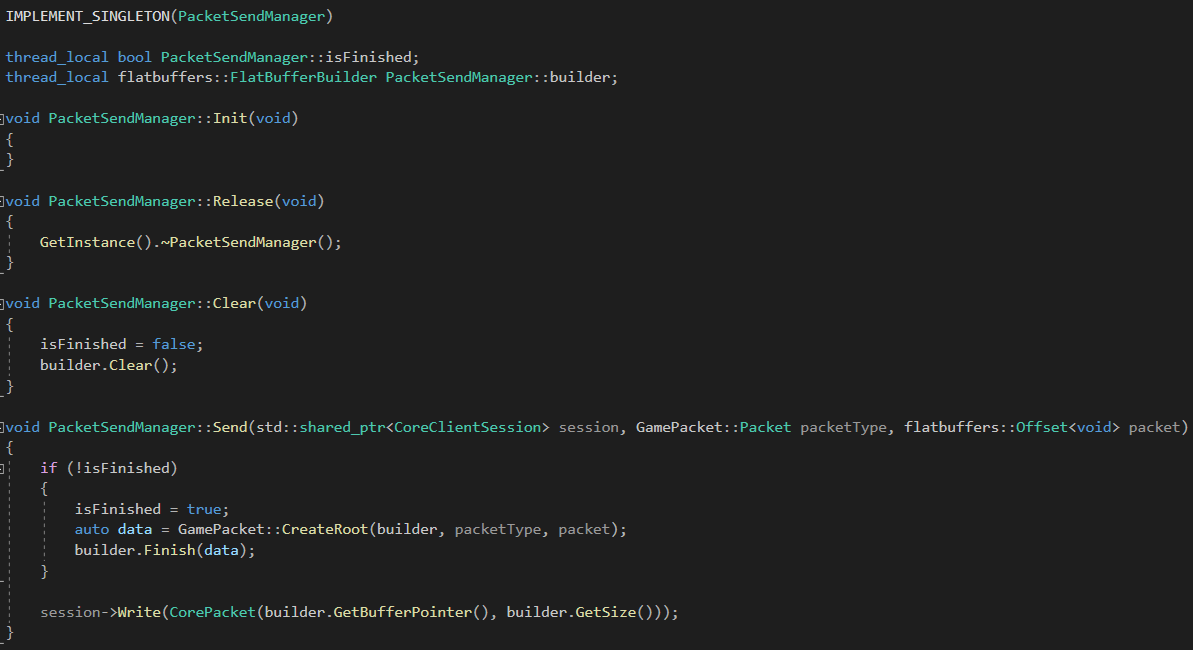 IMPLEMENT_SINGLETON(PacketSendManager)

thread_local bool PacketSendManager::isFinished;
thread_local flatbuffers::FlatBufferBuilder PacketSendManager::builder;

void PacketSendManager::Init(void)
{
}

void PacketSendManager::Release(void)
{
    GetInstance().~PacketSendManager();
}

void PacketSendManager::Clear(void)
{
    isFinished = false;
    builder.Clear();
}

void PacketSendManager::Send(std::shared_ptr<CoreClientSession> session, GamePacket::Packet packetType, flatbuffers::Offset<void> packet)
{
    if (!isFinished)
    {
        isFinished = true;
        auto data = GamePacket::CreateRoot(builder, packetType, packet);
        builder.Finish(data);
    }

    session->Write(CorePacket(builder.GetBufferPointer(), builder.GetSize()));
}